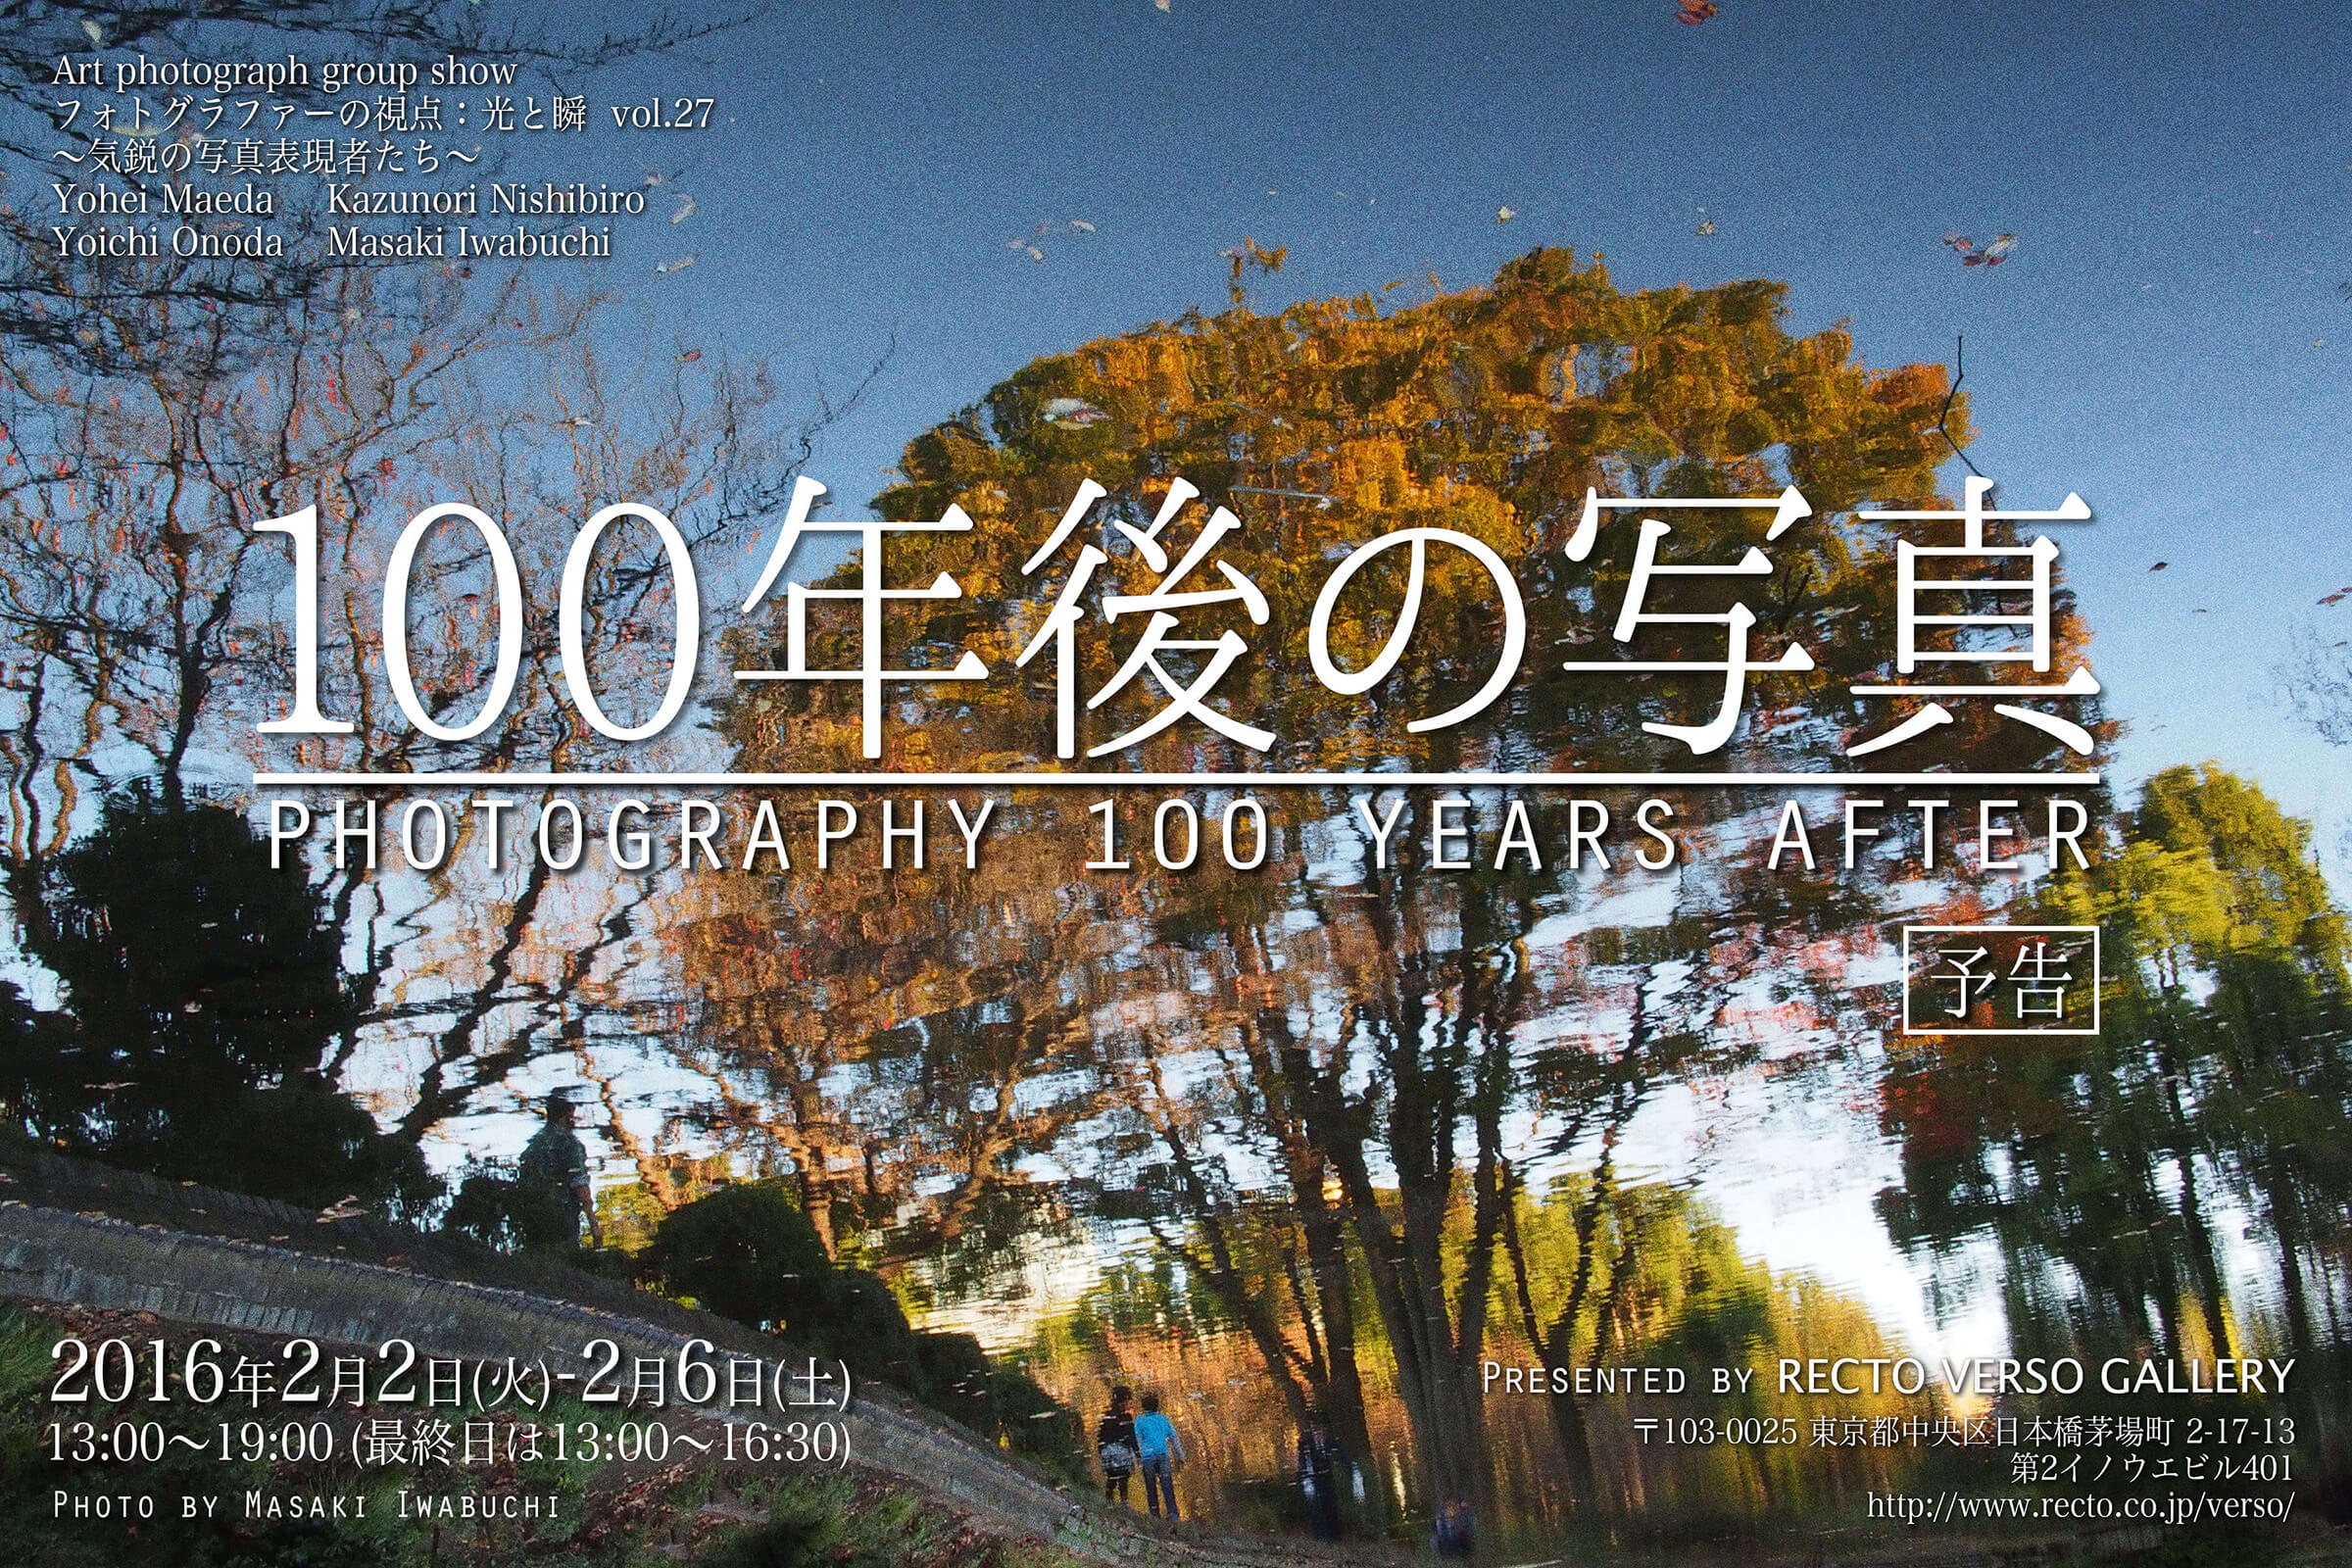 Art photograph group show
フォトグラファーの視点：光と瞬 vol.27
～気鋭の写真表現者たち～
Yohei Maeda Kazunori Nishibiro
Yoichi Onoda Masaki Iwabuchi
100年後の写真
PHOTOGRAPHY 100 YEARS AFTER
予告
2016年2月2日(火)-2月6日(土)
13:00～19:00 (最終日は13:00～16:30)
PHOTO BY MASAKI IWABUCHI
PRESENTED BY RECTO VERSO GALLERY
〒103-0025 東京都中央区日本橋茅場町 2-17-13
第2イノウエビル401
http://www.recto.co.jp/verso/